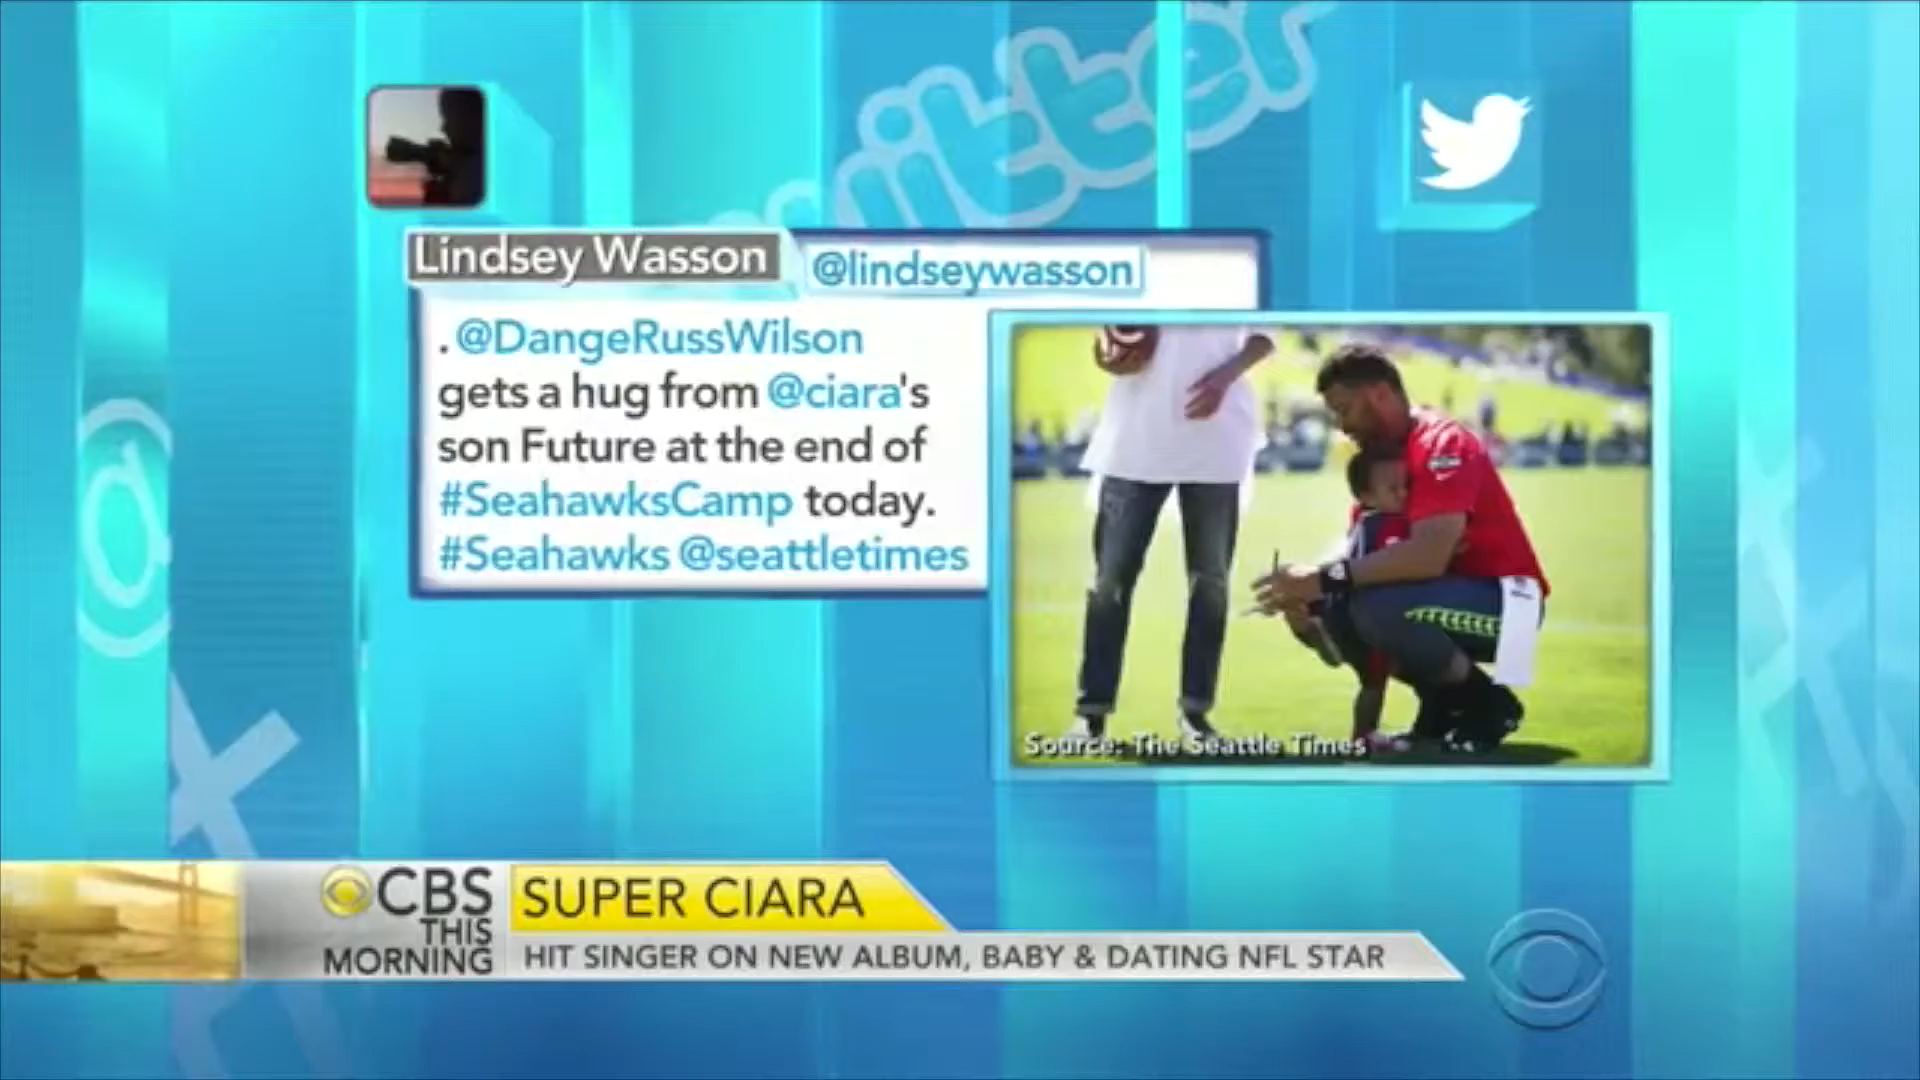 twitter
Lindsey Wasson
@lindseywasson
. @DangeRussWilson
gets a hug from @ciara's
son Future at the end of
#SeahawksCamp today.
#Seahawks @seattletimes
Source: The Seattle Times
@
CBS
THIS
MORNING
SUPER CIARA
HIT SINGER ON NEW ALBUM, BABY & DATING NFL STAR